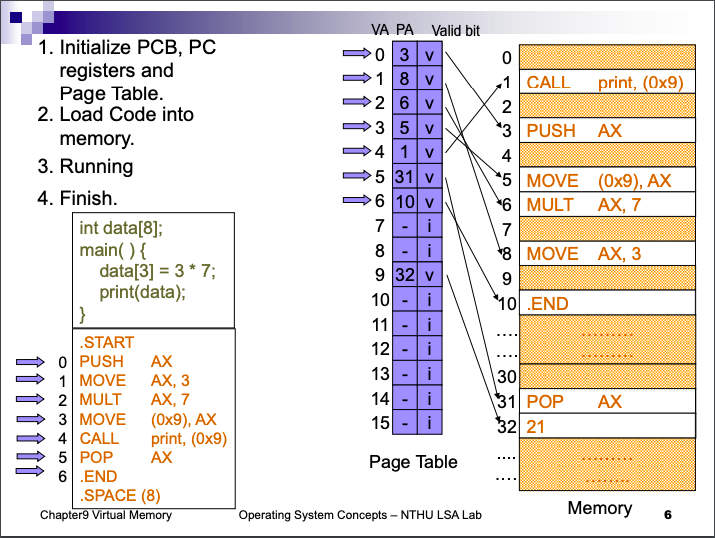 1. Initialize PCB, PC
registers and
Page Table.
2. Load Code into
memory.
3. Running
4. Finish.
int data[8];
main( ) {
data[3] = 3 * 7;
print(data);
}
.START
0 PUSH AX
1 MOVE AX, 3
2 MULT AX, 7
3 MOVE (0x9), AX
4 CALL print, (0x9)
5 POP AX
6 .END
.SPACE (8)
VA PA Valid bit
0 3 v
1 8 v
2 6 v
3 5 v
4 1 v
5 31 v
6 10 v
7 - i
8 - i
9 32 v
10 - i
11 - i
12 - i
13 - i
14 - i
15 - i
Page Table
0
1 CALL print, (0x9)
2
3 PUSH AX
4
5 MOVE (0x9), AX
6 MULT AX, 7
7
8 MOVE AX, 3
9
10 .END
.... .........
.... .........
30
31 POP AX
32 21
.... .........
.... ........
Memory
Chapter9 Virtual Memory
Operating System Concepts – NTHU LSA Lab
6